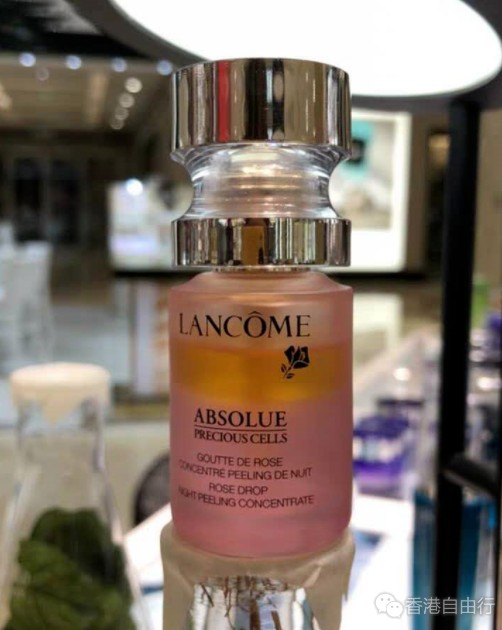 LANCÔME
ABSOLUE
PRECIOUS CELLS
GOUTTE DE ROSE
CONCENTRÉ PEELING DE NUIT
ROSE DROP
NIGHT PEELING CONCENTRATE
香港自由行